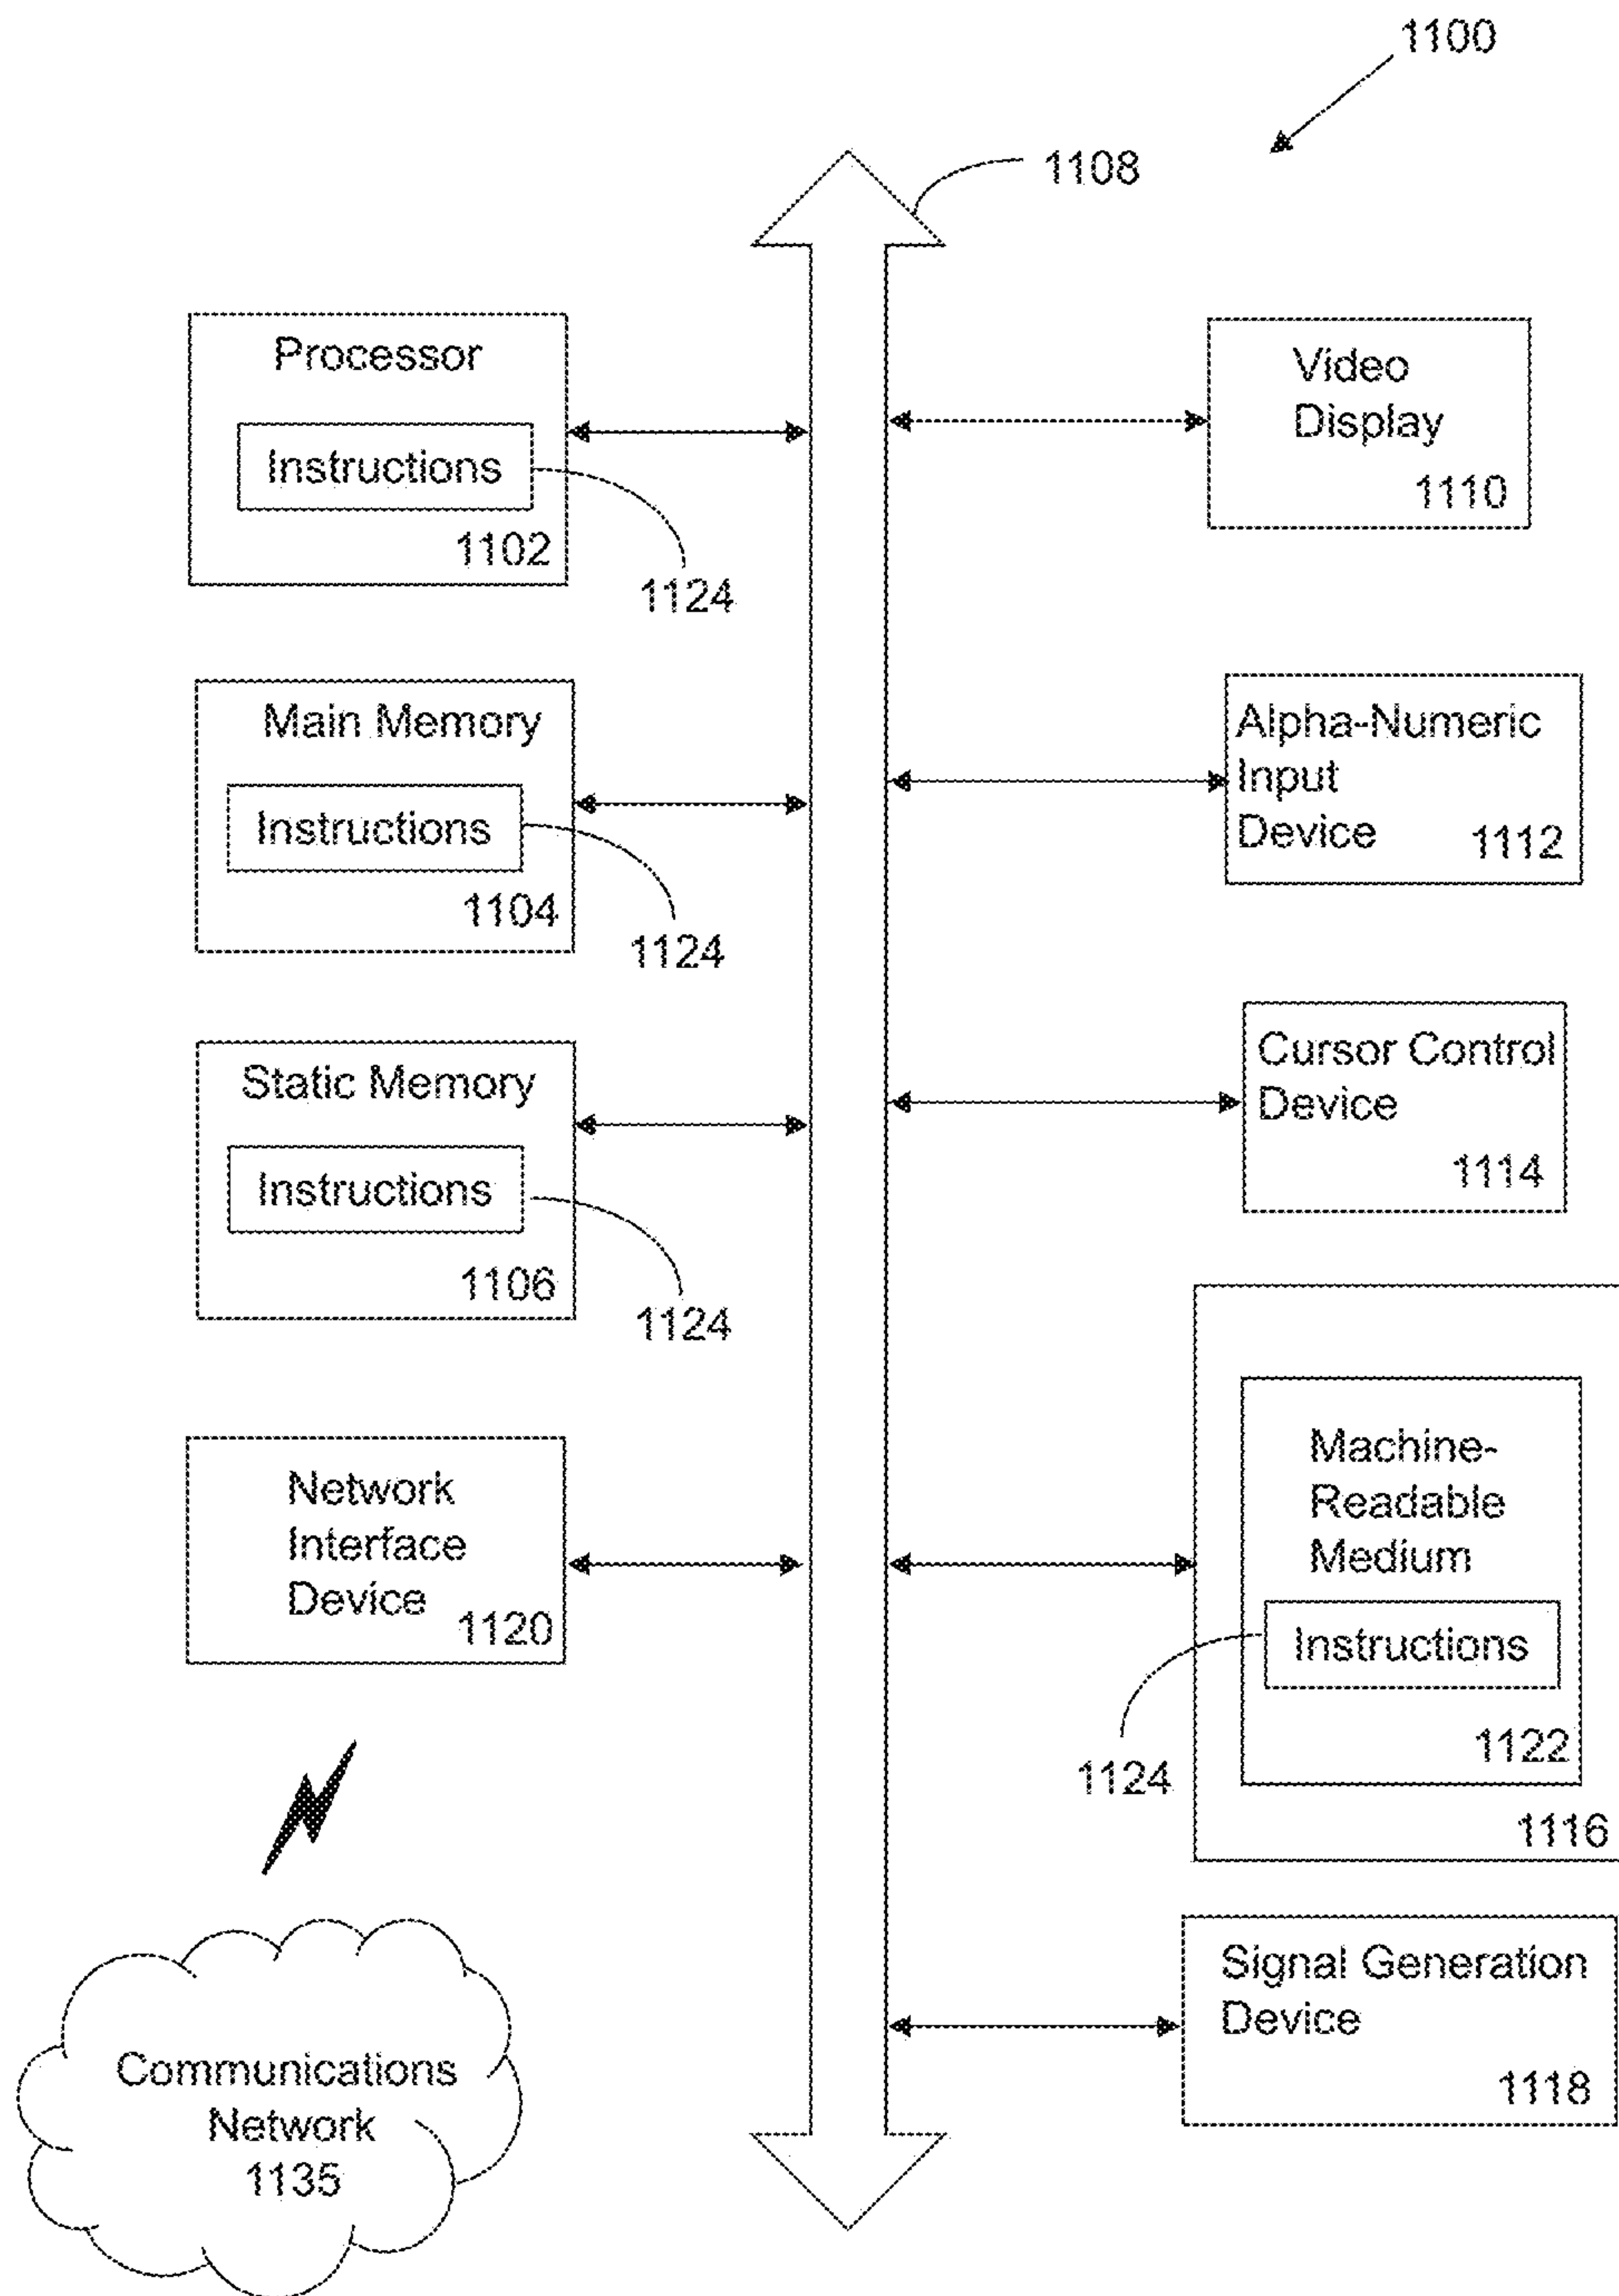 1100
1108
Processor
Instructions
1102
1124
Video
Display
1110
Main Memory
Instructions
1104
1124
Alpha-Numeric
Input
Device
1112
Static Memory
Instructions
1106
1124
Cursor Control
Device
1114
Network
Interface
Device
1120
Machine-
Readable
Medium
Instructions
1122
1124
1116
Communications
Network
1135
Signal Generation
Device
1118